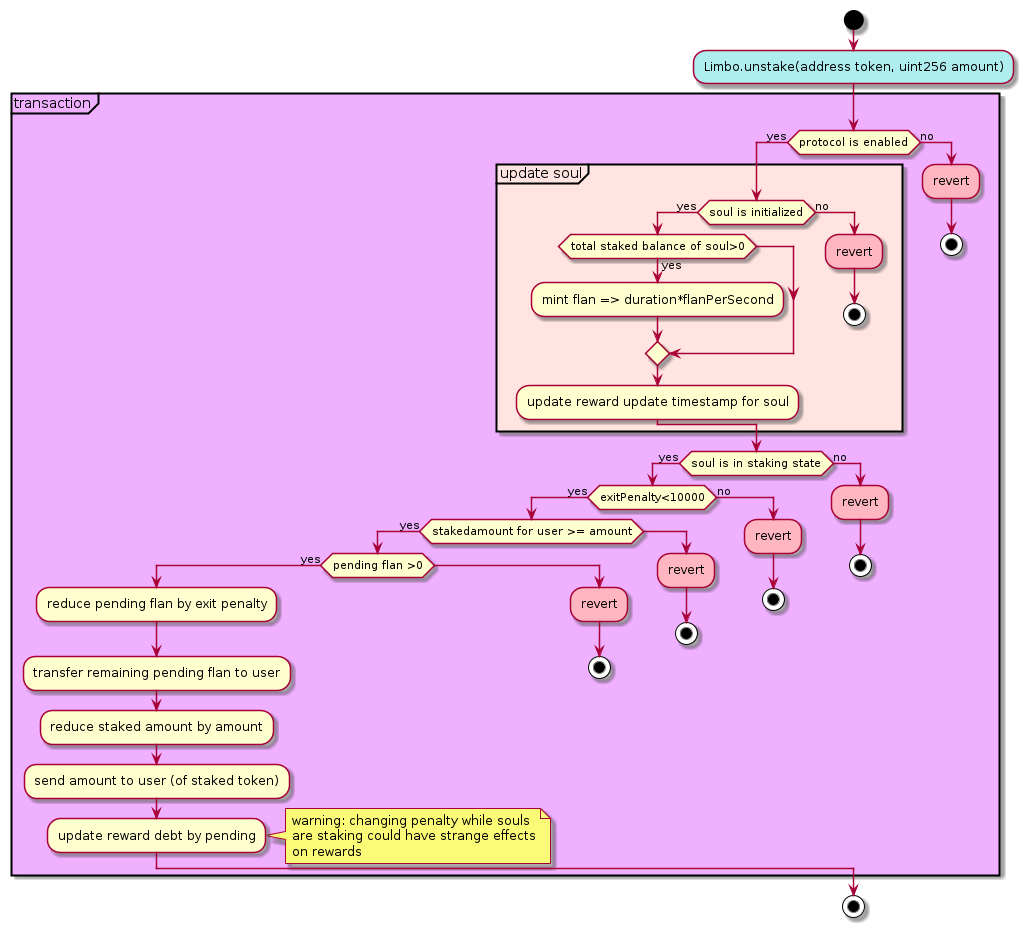 Limbo.unstake(address token, uint256 amount)
transaction
yes
protocol is enabled
no
update soul
revert
yes
soul is initialized
no
yes
total staked balance of soul>0
revert
yes
mint flan => duration*flanPerSecond
update reward update timestamp for soul
yes
soul is in staking state
no
yes
exitPenalty<10000
no
revert
yes
stakedamount for user >= amount
revert
yes
pending flan >0
revert
reduce pending flan by exit penalty
revert
transfer remaining pending flan to user
reduce staked amount by amount
send amount to user (of staked token)
update reward debt by pending
warning: changing penalty while souls
are staking could have strange effects
on rewards